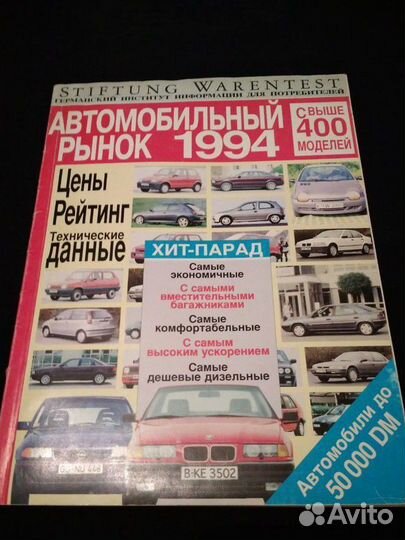 STIFTUNG WARENTEST
ГЕРМАНСКИЙ ИНСТИТУТ ИНФОРМАЦИИ ДЛЯ ПОТРЕБИТЕЛЕЙ
АВТОМОБИЛЬНЫЙ
РЫНОК 1994
СВЫШЕ
400
МОДЕЛЕЙ
Цены
Рейтинг
Технические
данные
ХИТ-ПАРАД
Самые
экономичные
С самыми
вместительными
багажниками
Самые
комфортабельные
С самым
высоким ускорением
Самые
дешевые дизельные
Автомобили до
50 000 DM
B·KE 3502
Avito